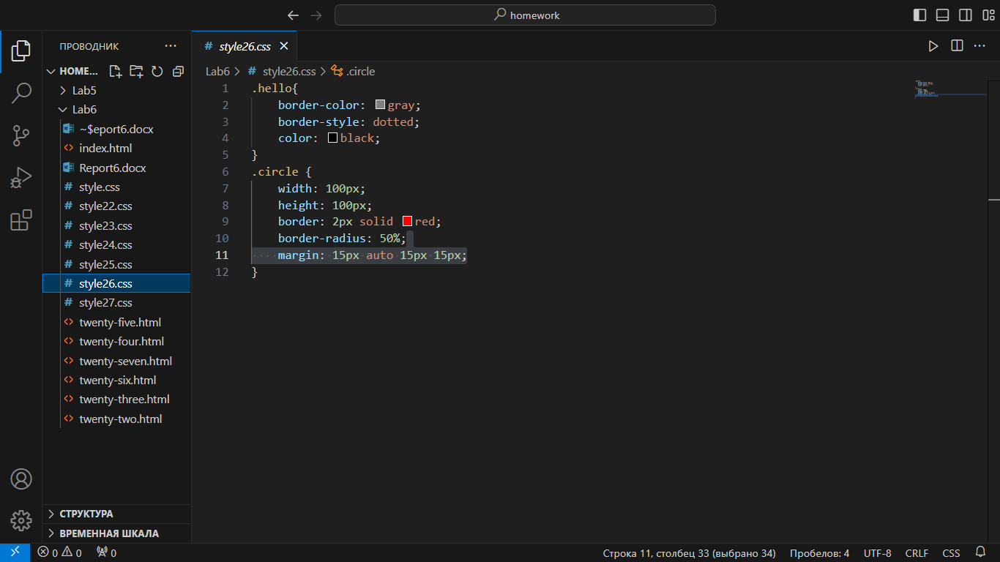 homework
ПРОВОДНИК
HOME...
Lab5
Lab6
~$eport6.docx
index.html
Report6.docx
style.css
style22.css
style23.css
style24.css
style25.css
style26.css
style27.css
twenty-five.html
twenty-four.html
twenty-seven.html
twenty-six.html
twenty-three.html
twenty-two.html
СТРУКТУРА
ВРЕМЕННАЯ ШКАЛА
# style26.css
Lab6 > # style26.css > .circle
1 .hello{
2 border-color: gray;
3 border-style: dotted;
4 color: black;
5 }
6 .circle {
7 width: 100px;
8 height: 100px;
9 border: 2px solid red;
10 border-radius: 50%;
11 margin: 15px auto 15px 15px;
12 }
0 0 0 Строка 11, столбец 33 (выбрано 34) Пробелов: 4 UTF-8 CRLF CSS